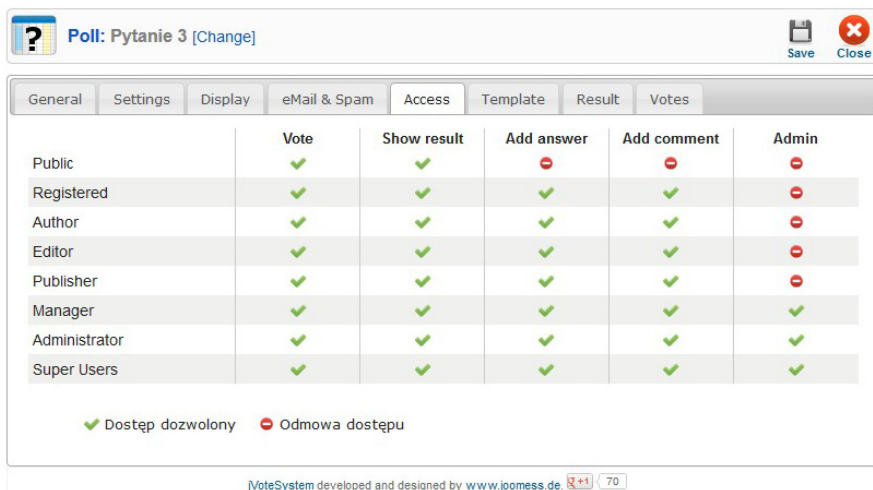 Poll: Pytanie 3 [Change]
Save
Close
General Settings Display eMail & Spam Access Template Result Votes
Vote Show result Add answer Add comment Admin
Public
Registered
Author
Editor
Publisher
Manager
Administrator
Super Users
Dostęp dozwolony Odmowa dostępu
jVoteSystem developed and designed by www.joomess.de. +1 70